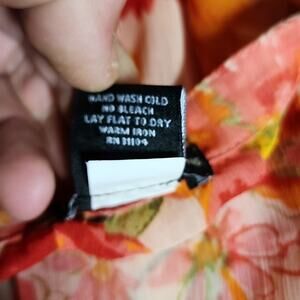 HAND WASH COLD
NO BLEACH
LAY FLAT TO DRY
WARM IRON
RN 31104